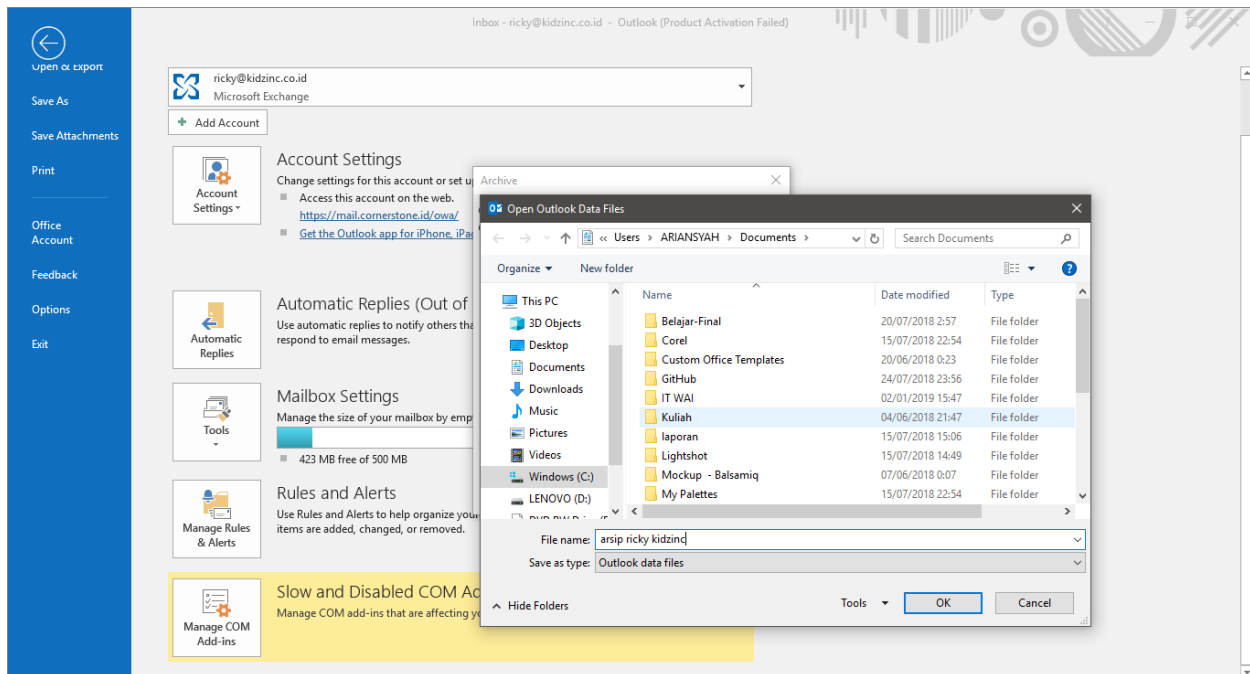 Inbox - ricky@kidzinc.co.id - Outlook (Product Activation Failed)
Open & Export
Save As
Save Attachments
Print
Office
Account
Feedback
Options
Exit
ricky@kidzinc.co.id
Microsoft Exchange
Add Account
Account
Settings
Account Settings
Change settings for this account or set u
Access this account on the web.
https://mail.cornerstone.id/owa/
Get the Outlook app for iPhone, iPa
Automatic
Replies
Automatic Replies (Out of
Use automatic replies to notify others tha
respond to email messages.
Tools
Mailbox Settings
Manage the size of your mailbox by emp
423 MB free of 500 MB
Manage Rules
& Alerts
Rules and Alerts
Use Rules and Alerts to help organize you
items are added, changed, or removed.
Manage COM
Add-ins
Slow and Disabled COM Ad
Manage COM add-ins that are affecting yo
Archive
Open Outlook Data Files
« Users › ARIANSYAH › Documents ›
Search Documents
Organize
New folder
This PC
3D Objects
Desktop
Documents
Downloads
Music
Pictures
Videos
Windows (C:)
LENOVO (D:)
Name Date modified Type
Belajar-Final 20/07/2018 2:57 File folder
Corel 15/07/2018 22:54 File folder
Custom Office Templates 20/06/2018 0:23 File folder
GitHub 24/07/2018 23:56 File folder
IT WAI 02/01/2019 15:47 File folder
Kuliah 04/06/2018 21:47 File folder
laporan 15/07/2018 15:06 File folder
Lightshot 15/07/2018 14:49 File folder
Mockup - Balsamiq 07/06/2018 0:07 File folder
My Palettes 15/07/2018 22:54 File folder
File name: arsip ricky kidzinc
Save as type: Outlook data files
Hide Folders
Tools
OK
Cancel